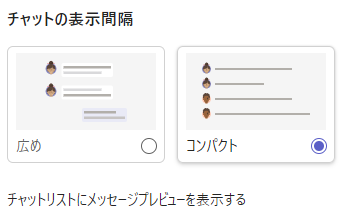 チャットの表示間隔
広め
コンパクト
チャットリストにメッセージプレビューを表示する